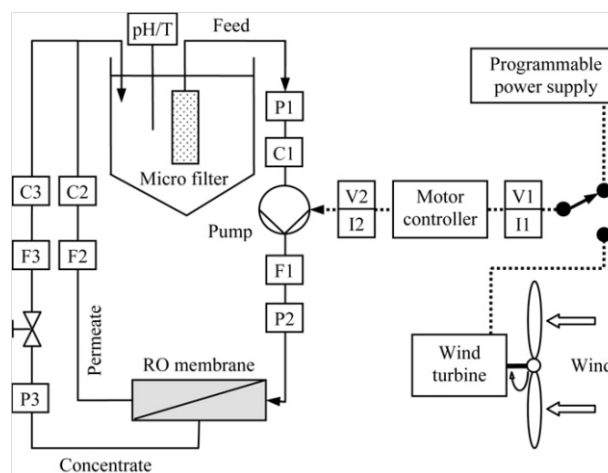 pH/T
Feed
Programmable
power supply
P1
C1
Micro filter
C3
C2
V2
I2
Motor
controller
V1
I1
Pump
F3
F2
F1
P2
Permeate
RO membrane
Wind
turbine
Wind
P3
Concentrate